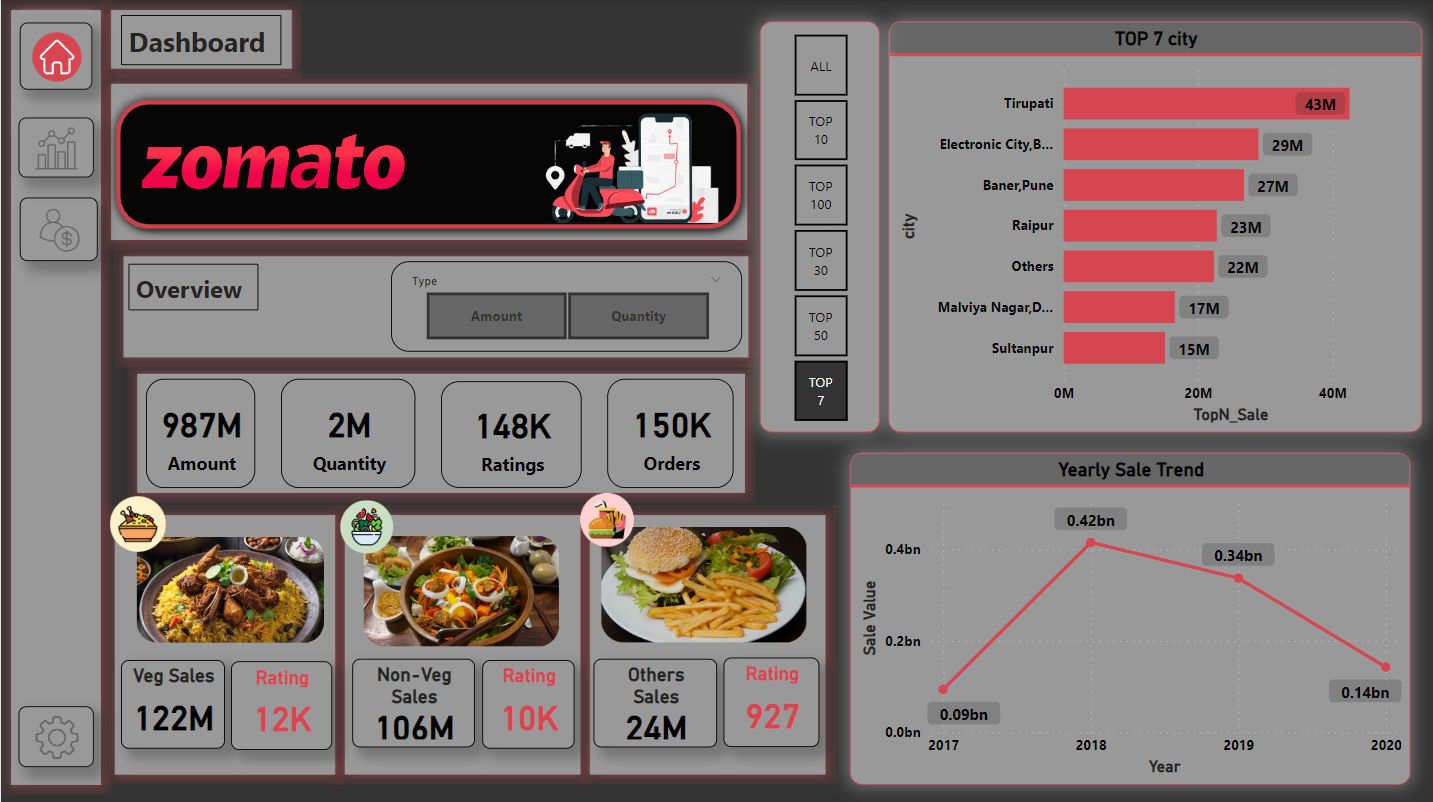 Dashboard
zomato
Overview
Type
Amount
Quantity
987M
Amount
2M
Quantity
148K
Ratings
150K
Orders
Veg Sales
122M
Rating
12K
Non-Veg
Sales
106M
Rating
10K
Others
Sales
24M
Rating
927
ALL
TOP
10
TOP
100
TOP
30
TOP
50
TOP
7
TOP 7 city
city
Tirupati
43M
Electronic City,B...
29M
Baner,Pune
27M
Raipur
23M
Others
22M
Malviya Nagar,D...
17M
Sultanpur
15M
0M
20M
40M
TopN_Sale
Yearly Sale Trend
Sale Value
0.4bn
0.2bn
0.0bn
0.09bn
0.42bn
0.34bn
0.14bn
2017
2018
2019
2020
Year